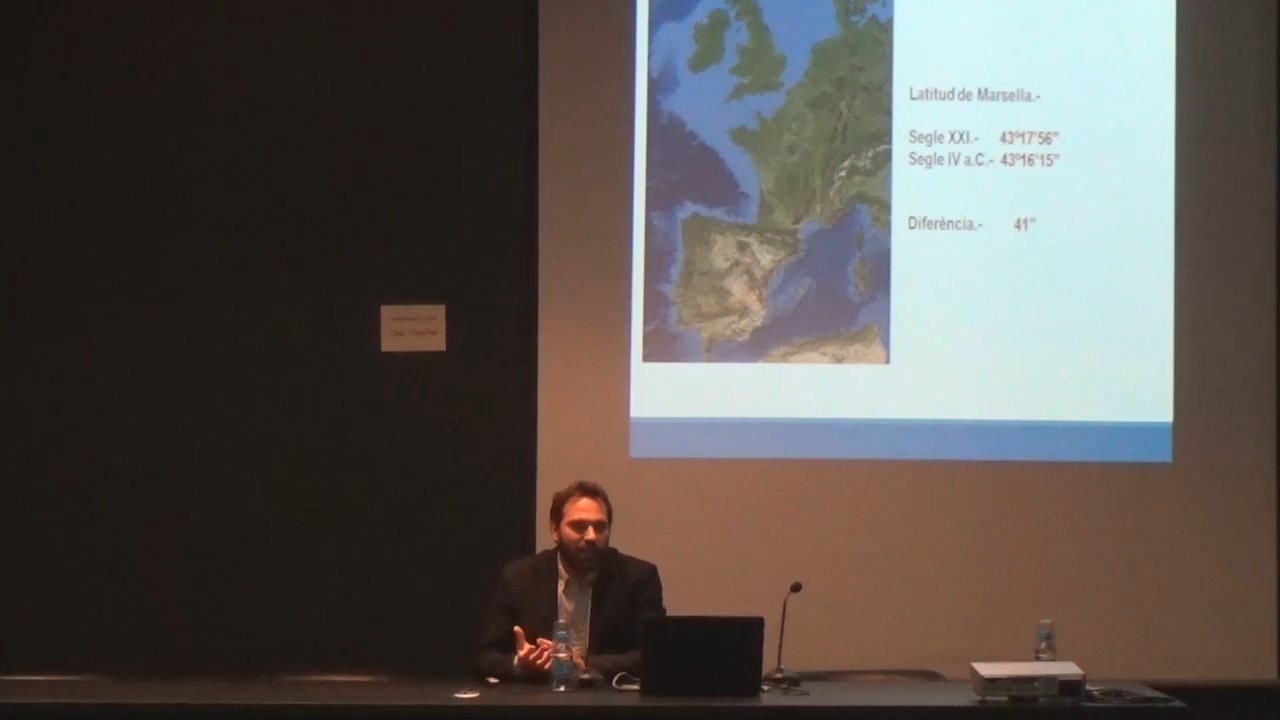 Latitud de Marsella.-
Segle XXI.- 43º17'56"
Segle IV a.C.- 43º16'15"
Diferència.- 41"